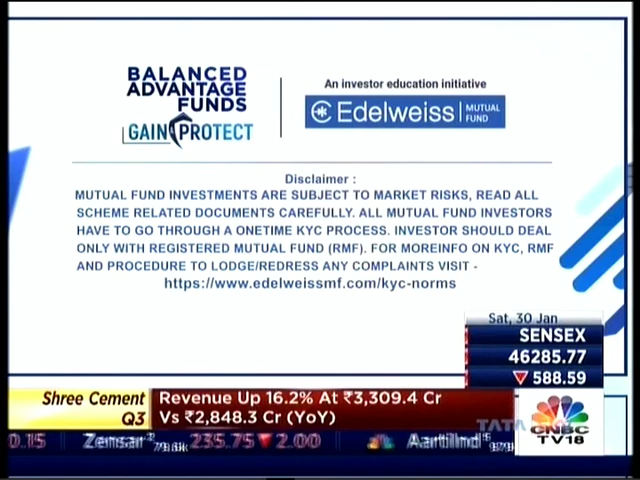 BALANCED
ADVANTAGE
FUNDS
GAIN PROTECT
An investor education initiative
Edelweiss MUTUAL FUND
Disclaimer :
MUTUAL FUND INVESTMENTS ARE SUBJECT TO MARKET RISKS, READ ALL
SCHEME RELATED DOCUMENTS CAREFULLY. ALL MUTUAL FUND INVESTORS
HAVE TO GO THROUGH A ONETIME KYC PROCESS. INVESTOR SHOULD DEAL
ONLY WITH REGISTERED MUTUAL FUND (RMF). FOR MOREINFO ON KYC, RMF
AND PROCEDURE TO LODGE/REDRESS ANY COMPLAINTS VISIT -
https://www.edelweissmf.com/kyc-norms
Sat, 30 Jan
SENSEX
46285.77
588.59
Shree Cement
Q3
Revenue Up 16.2% At ₹3,309.4 Cr
Vs ₹2,848.3 Cr (YoY)
TATA
CNBC
TV18
0.15 Zensar 79.6k 235.75 2.00 AartiInd